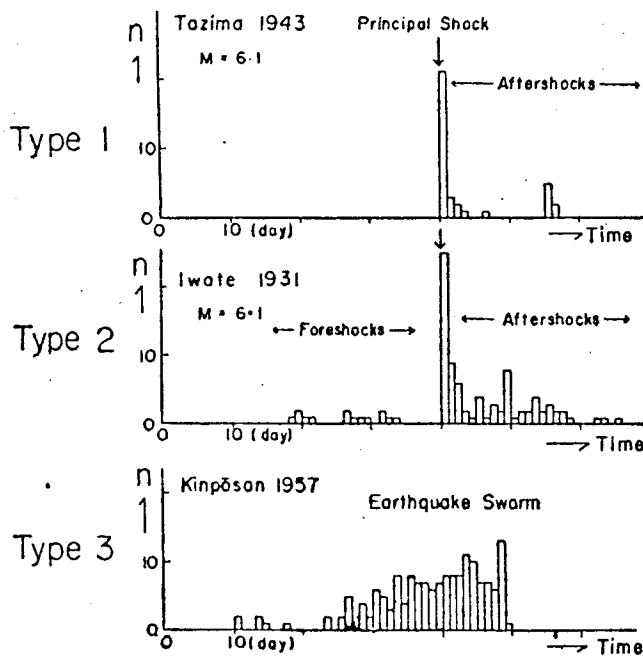 n Tazima 1943 Principal Shock
M = 6·1
1 Aftershocks
Type 1
10
0
10 (day) Time
n Iwate 1931
1 M = 6·1
Foreshocks Aftershocks
Type 2
10
0
0 10 (day) Time
n Kinpōsan 1957
1 Earthquake Swarm
Type 3
10
0
0 10 (day) Time